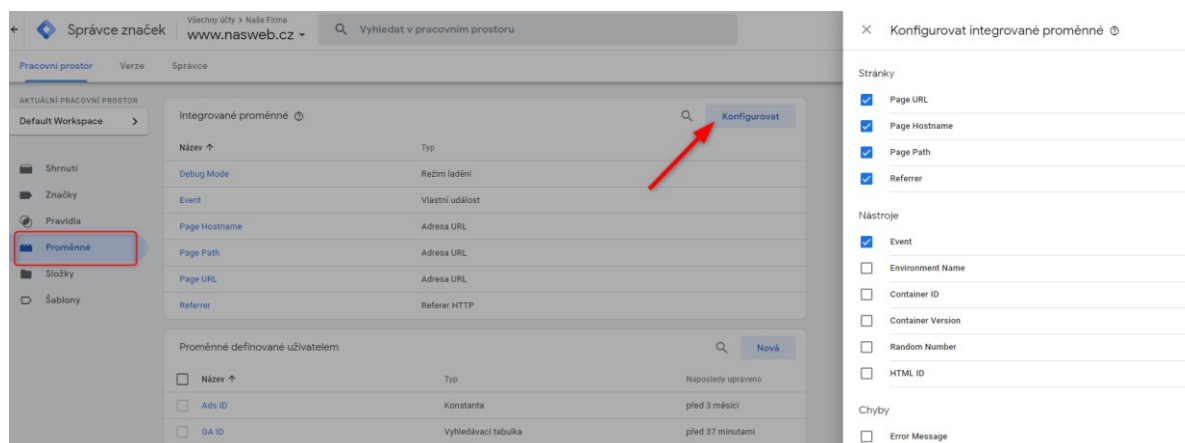 Správce značek
Všechny účty > Naše Firma
www.nasweb.cz
Vyhledat v pracovním prostoru
Pracovní prostor Verze Správce
AKTUÁLNÍ PRACOVNÍ PROSTOR
Default Workspace >
Shrnutí
Značky
Pravidla
Proměnné
Složky
Šablony
Integrované proměnné
Konfigurovat
Název ↑ Typ
Debug Mode Režim ladění
Event Vlastní událost
Page Hostname Adresa URL
Page Path Adresa URL
Page URL Adresa URL
Referrer Referer HTTP
Proměnné definované uživatelem
Nová
Název ↑ Typ Naposledy upraveno
Ads ID Konstanta před 3 měsíci
GA ID Vyhledávací tabulka před 37 minutami
Konfigurovat integrované proměnné
Stránky
Page URL
Page Hostname
Page Path
Referrer
Nástroje
Event
Environment Name
Container ID
Container Version
Random Number
HTML ID
Chyby
Error Message